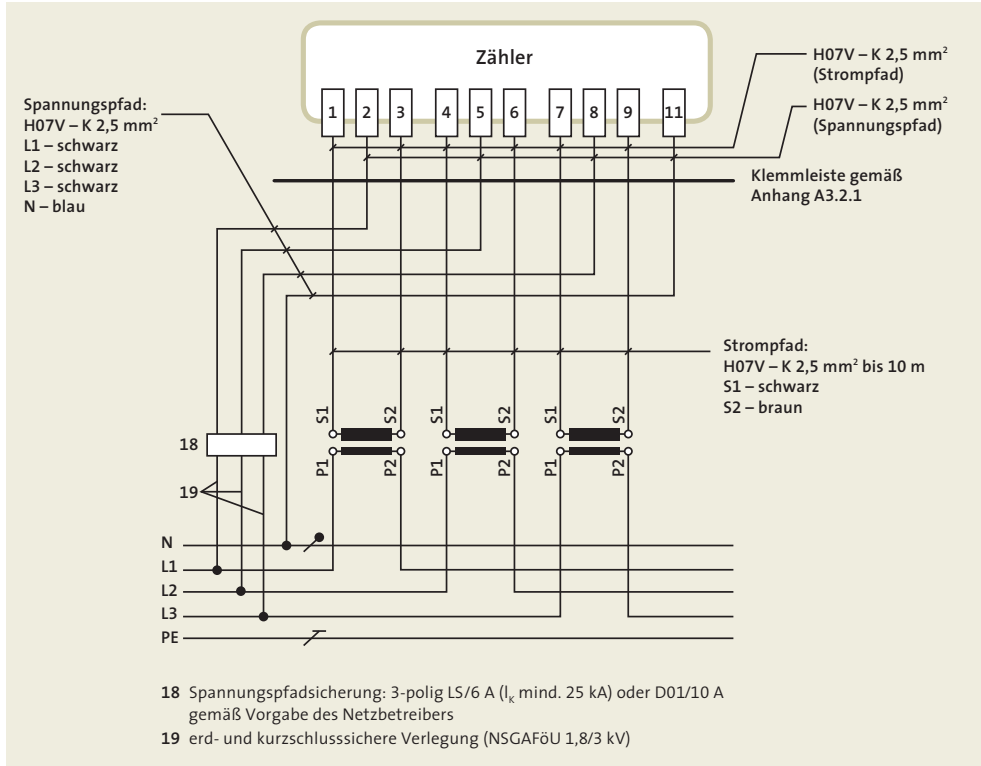 Zähler
1 2 3 4 5 6 7 8 9 11
H07V – K 2,5 mm²
(Strompfad)
H07V – K 2,5 mm²
(Spannungspfad)
Spannungspfad:
H07V – K 2,5 mm²
L1 – schwarz
L2 – schwarz
L3 – schwarz
N – blau
Klemmleiste gemäß
Anhang A3.2.1
Strompfad:
H07V – K 2,5 mm² bis 10 m
S1 – schwarz
S2 – braun
S1 S2 S1 S2 S1 S2
P1 P2 P1 P2 P1 P2
18
19
N
L1
L2
L3
PE
18 Spannungspfadsicherung: 3-polig LS/6 A (Iₖ mind. 25 kA) oder D01/10 A
gemäß Vorgabe des Netzbetreibers
19 erd- und kurzschlusssichere Verlegung (NSGAFöU 1,8/3 kV)